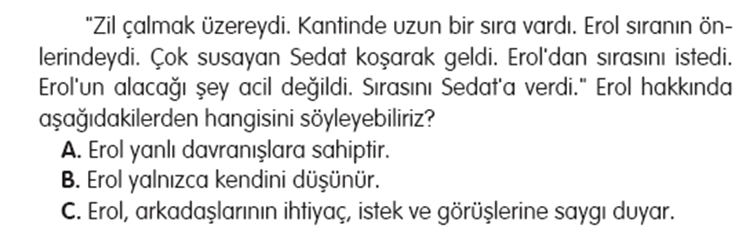 "Zil çalmak üzereydi. Kantinde uzun bir sıra vardı. Erol sıranın ön-
lerindeydi. Çok susayan Sedat koşarak geldi. Erol'dan sırasını istedi.
Erol'un alacağı şey acil değildi. Sırasını Sedat'a verdi." Erol hakkında
aşağıdakilerden hangisini söyleyebiliriz?
A. Erol yanlı davranışlara sahiptir.
B. Erol yalnızca kendini düşünür.
C. Erol, arkadaşlarının ihtiyaç, istek ve görüşlerine saygı duyar.